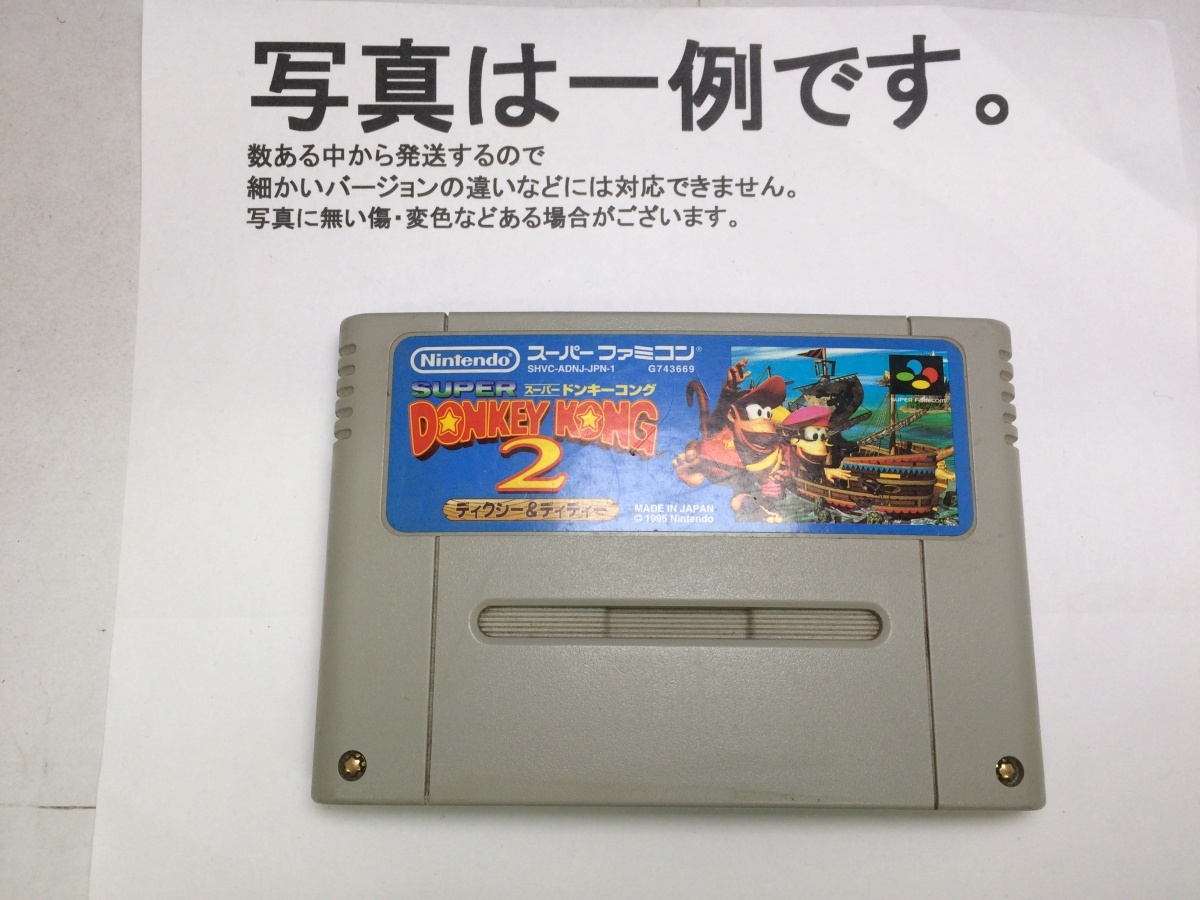 写真は一例です。
数ある中から発送するので
細かいバージョンの違いなどには対応できません。
写真に無い傷・変色などある場合がございます。
Nintendo スーパーファミコン®
SHVC-ADNJ-JPN-1 G743669
SUPER スーパードンキーコング
DONKEY KONG
2
ディクシー&ディディー
MADE IN JAPAN
© 1995 Nintendo
SUPER FAMICOM